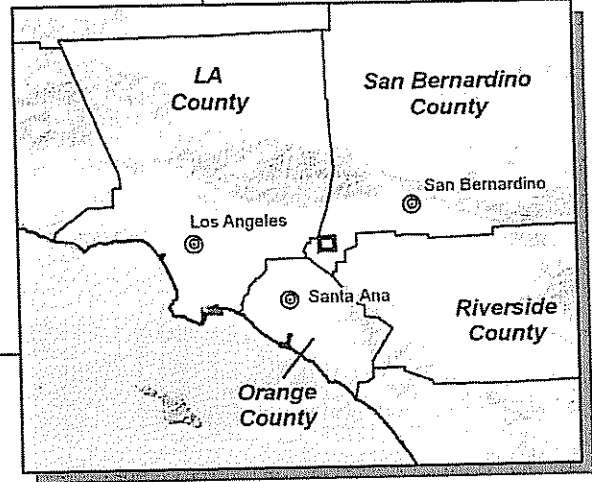 LA
County
San Bernardino
County
San Bernardino
Los Angeles
Santa Ana
Riverside
County
Orange
County